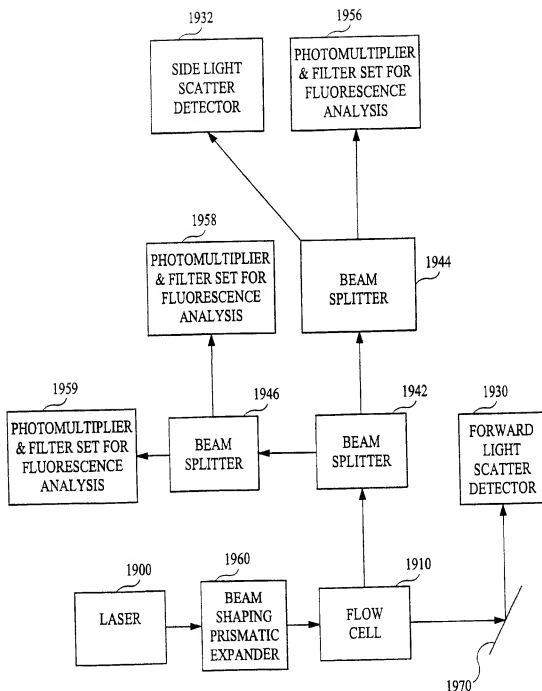 1932
SIDE LIGHT
SCATTER
DETECTOR
1956
PHOTOMULTIPLIER
& FILTER SET FOR
FLUORESCENCE
ANALYSIS
1958
PHOTOMULTIPLIER
& FILTER SET FOR
FLUORESCENCE
ANALYSIS
1944
BEAM
SPLITTER
1959
PHOTOMULTIPLIER
& FILTER SET FOR
FLUORESCENCE
ANALYSIS
1946
BEAM
SPLITTER
1942
BEAM
SPLITTER
1930
FORWARD
LIGHT
SCATTER
DETECTOR
1900
LASER
1960
BEAM
SHAPING
PRISMATIC
EXPANDER
1910
FLOW
CELL
1970